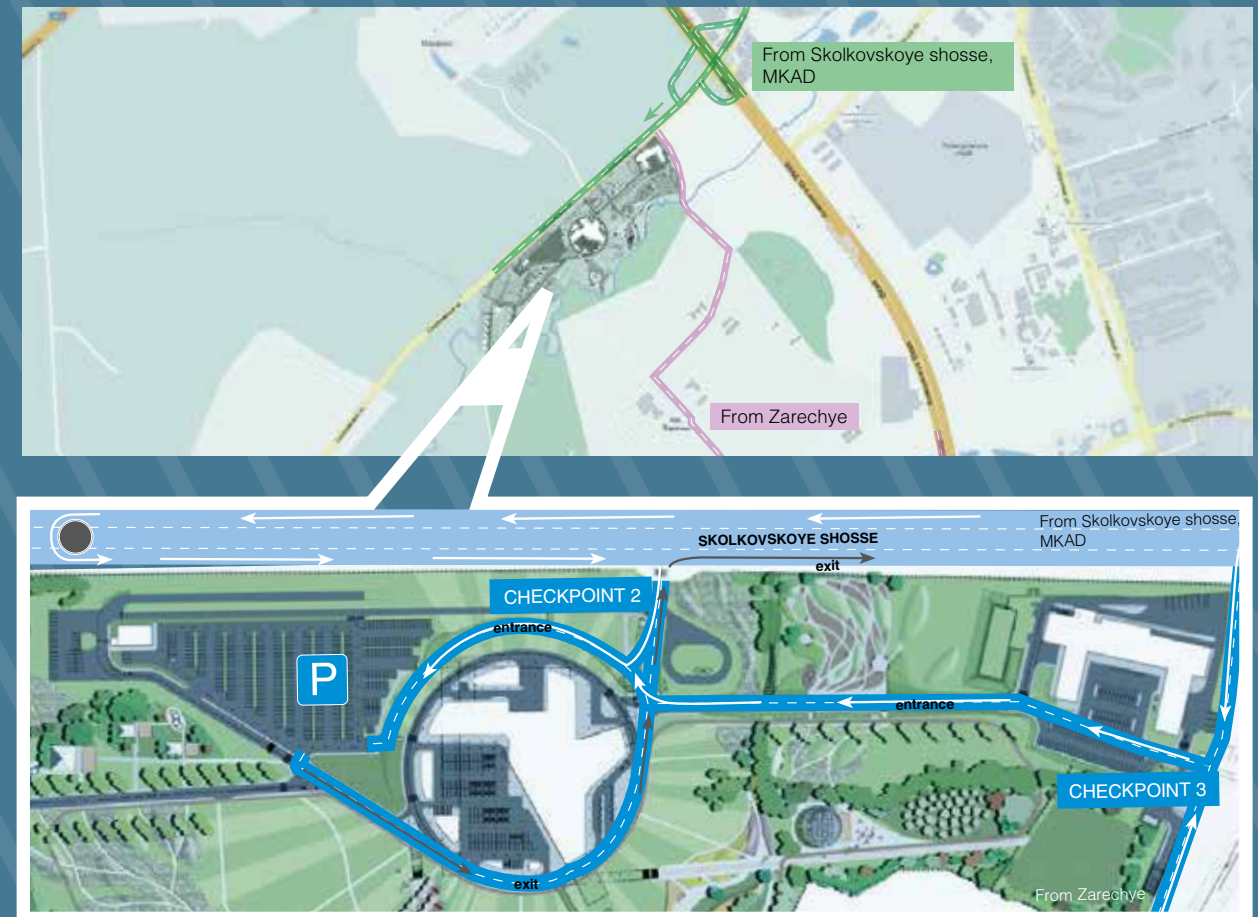 From Skolkovskoye shosse,
MKAD
From Zarechye
From Skolkovskoye shosse,
MKAD
SKOLKOVSKOYE SHOSSE
exit
CHECKPOINT 2
entrance
P
entrance
CHECKPOINT 3
exit
From Zarechye